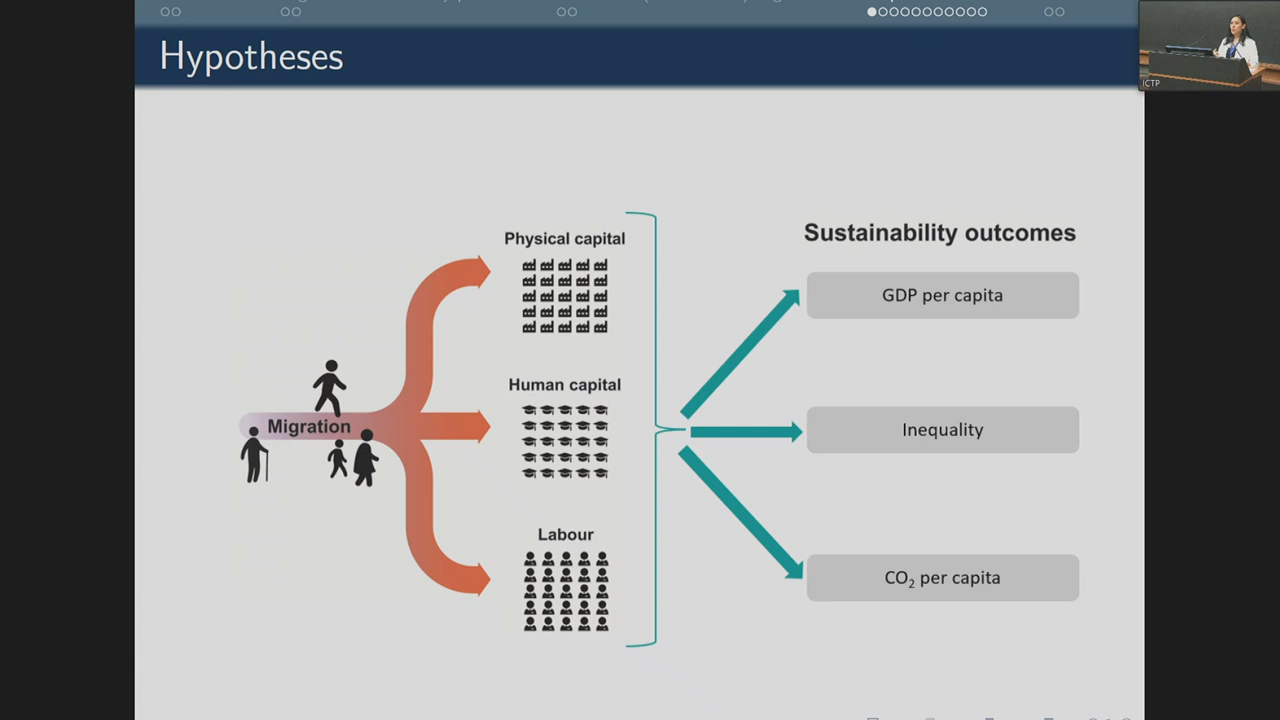 Hypotheses
ICTP
Physical capital
Sustainability outcomes
GDP per capita
Human capital
Migration
Inequality
Labour
CO₂ per capita